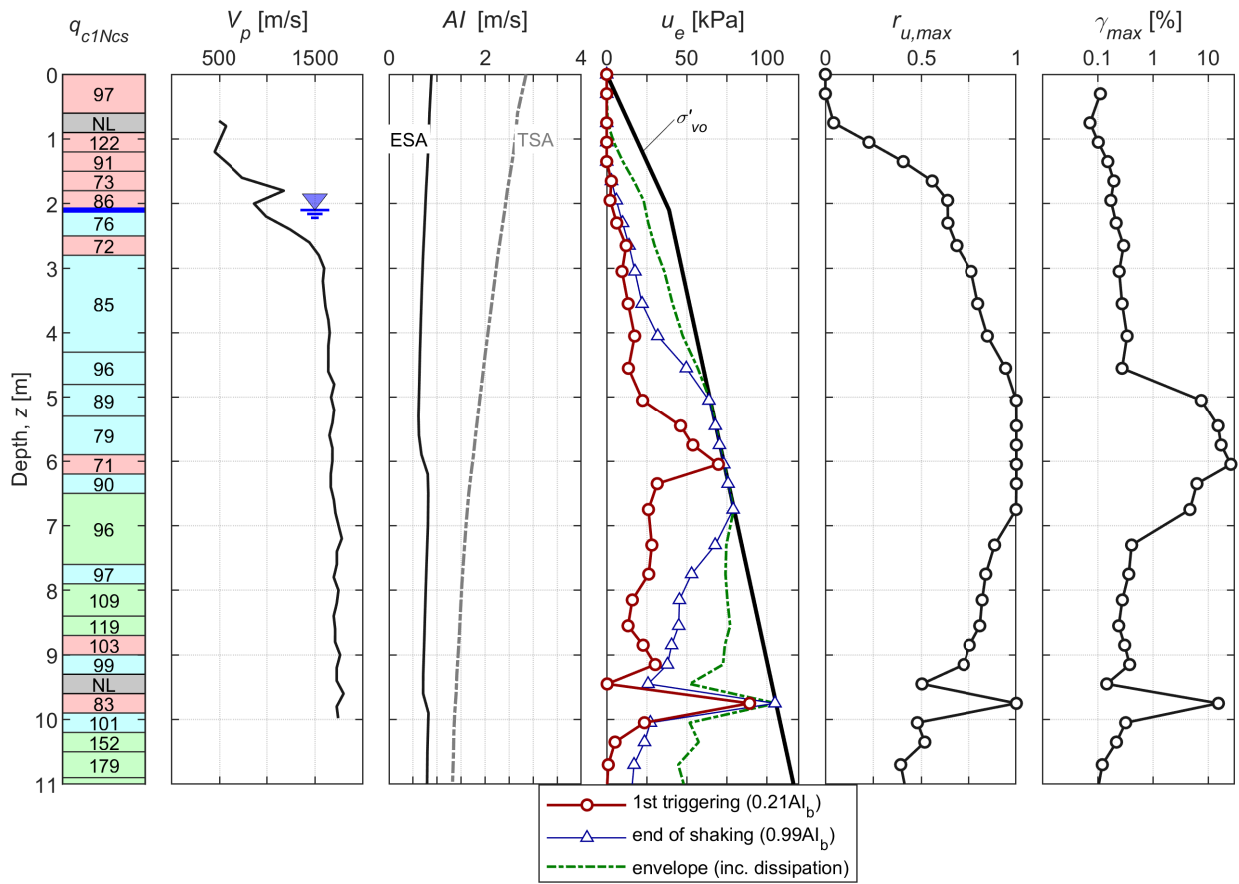 q_c1Ncs
V_p [m/s]
AI [m/s]
u_e [kPa]
r_u,max
γ_max [%]
500 1500
0 2 4
0 50 100
0 0.5 1
0.1 1 10
Depth, z [m]
0
1
2
3
4
5
6
7
8
9
10
11
97
NL
122
91
73
86
76
72
85
96
89
79
71
90
96
97
109
119
103
99
NL
83
101
152
179
ESA
TSA
σ'_vo
1st triggering (0.21AI_b)
end of shaking (0.99AI_b)
envelope (inc. dissipation)